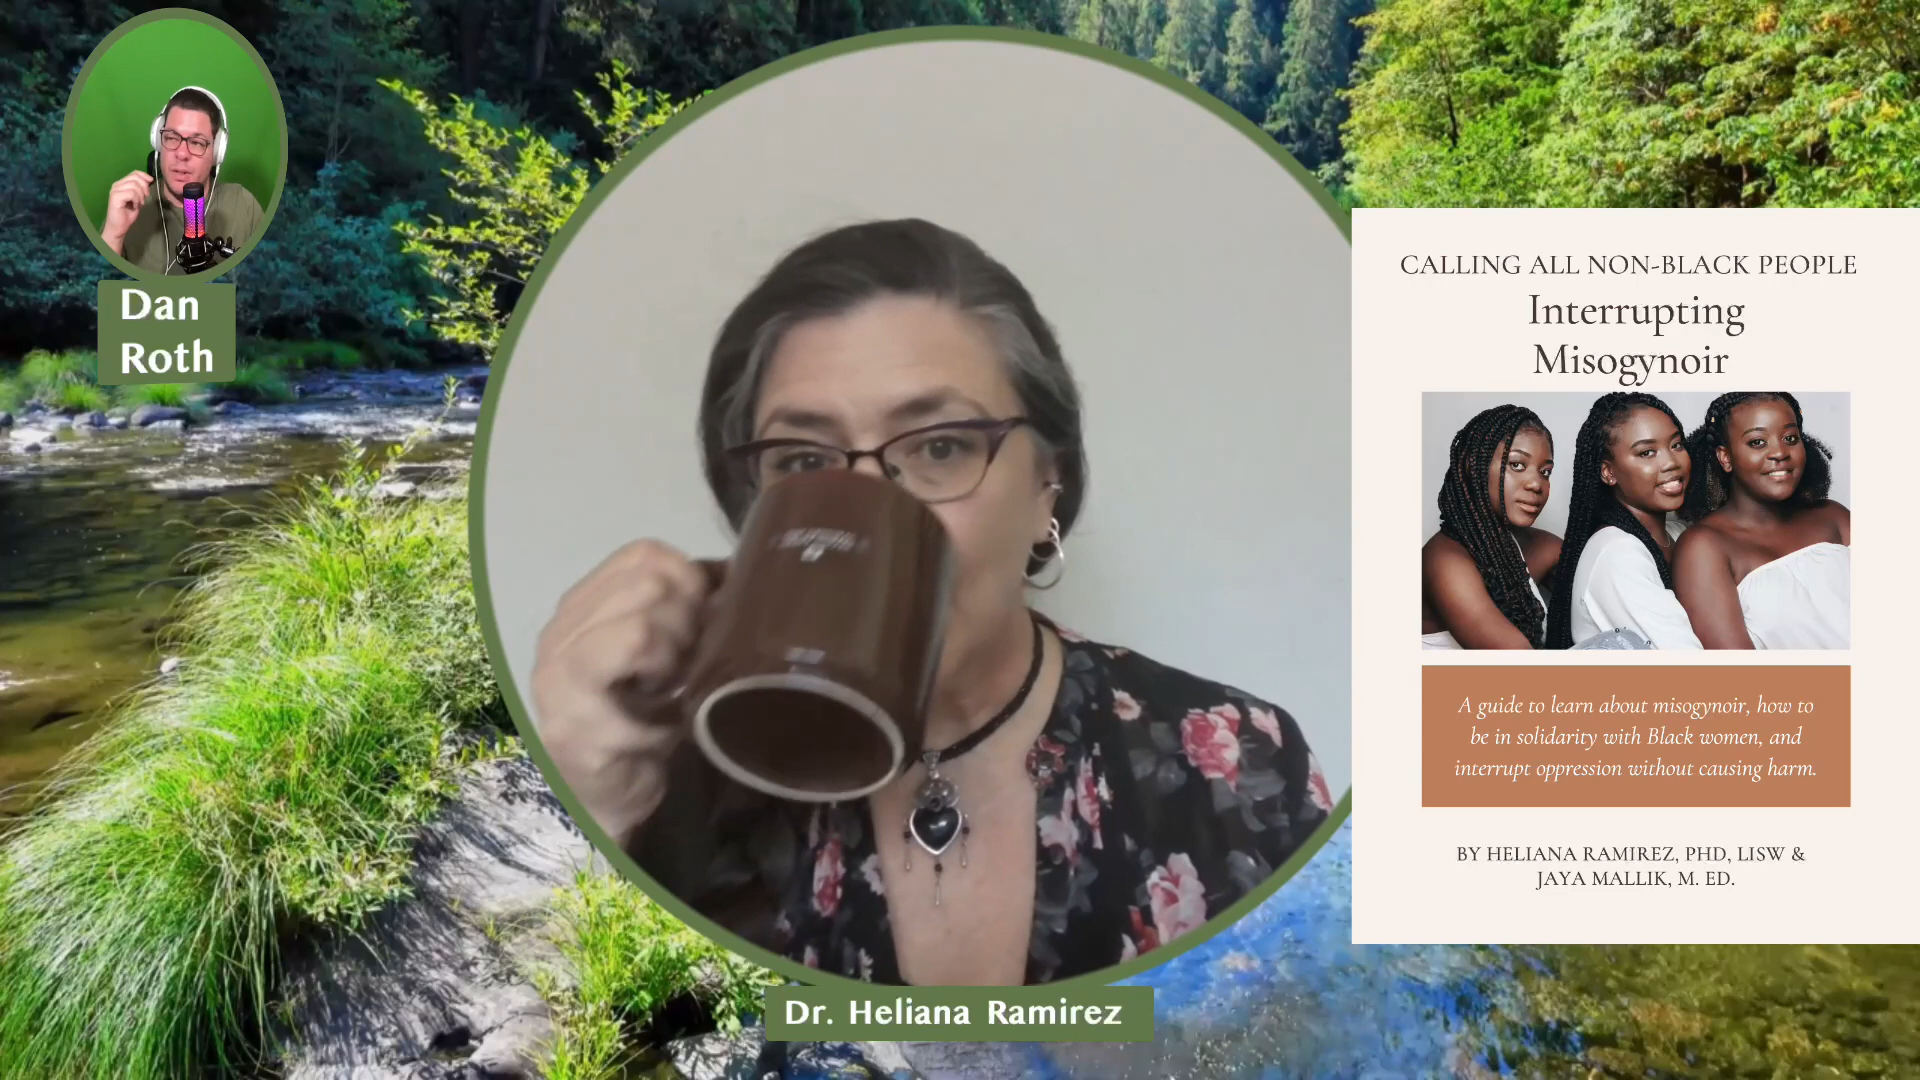 Dan
Roth
CALLING ALL NON-BLACK PEOPLE
Interrupting
Misogynoir
A guide to learn about misogynoir, how to
be in solidarity with Black women, and
interrupt oppression without causing harm.
BY HELIANA RAMIREZ, PHD, LISW &
JAYA MALLIK, M. ED.
Dr. Heliana Ramirez